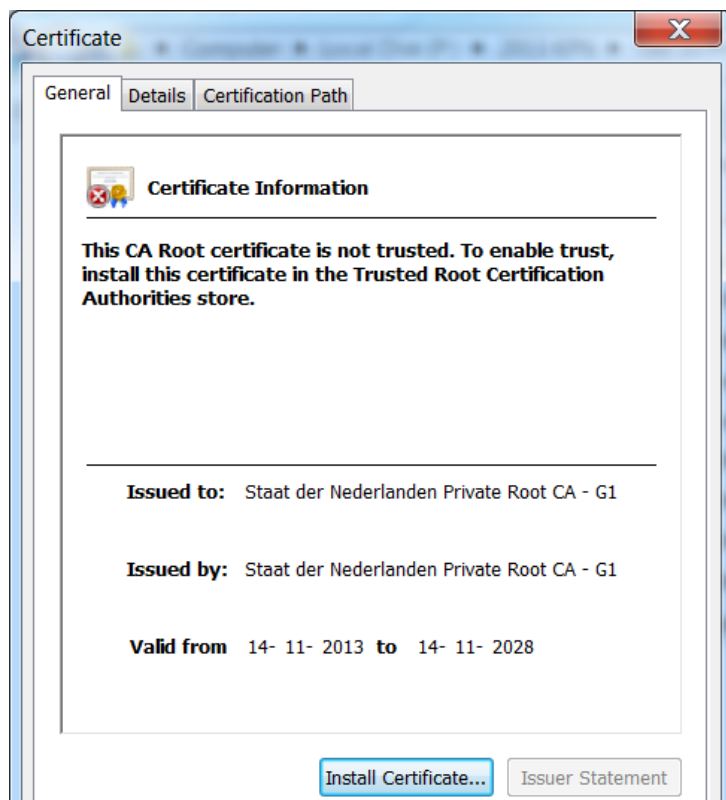 Certificate
General Details Certification Path
Certificate Information
This CA Root certificate is not trusted. To enable trust,
install this certificate in the Trusted Root Certification
Authorities store.
Issued to: Staat der Nederlanden Private Root CA - G1
Issued by: Staat der Nederlanden Private Root CA - G1
Valid from 14- 11- 2013 to 14- 11- 2028
Install Certificate... Issuer Statement